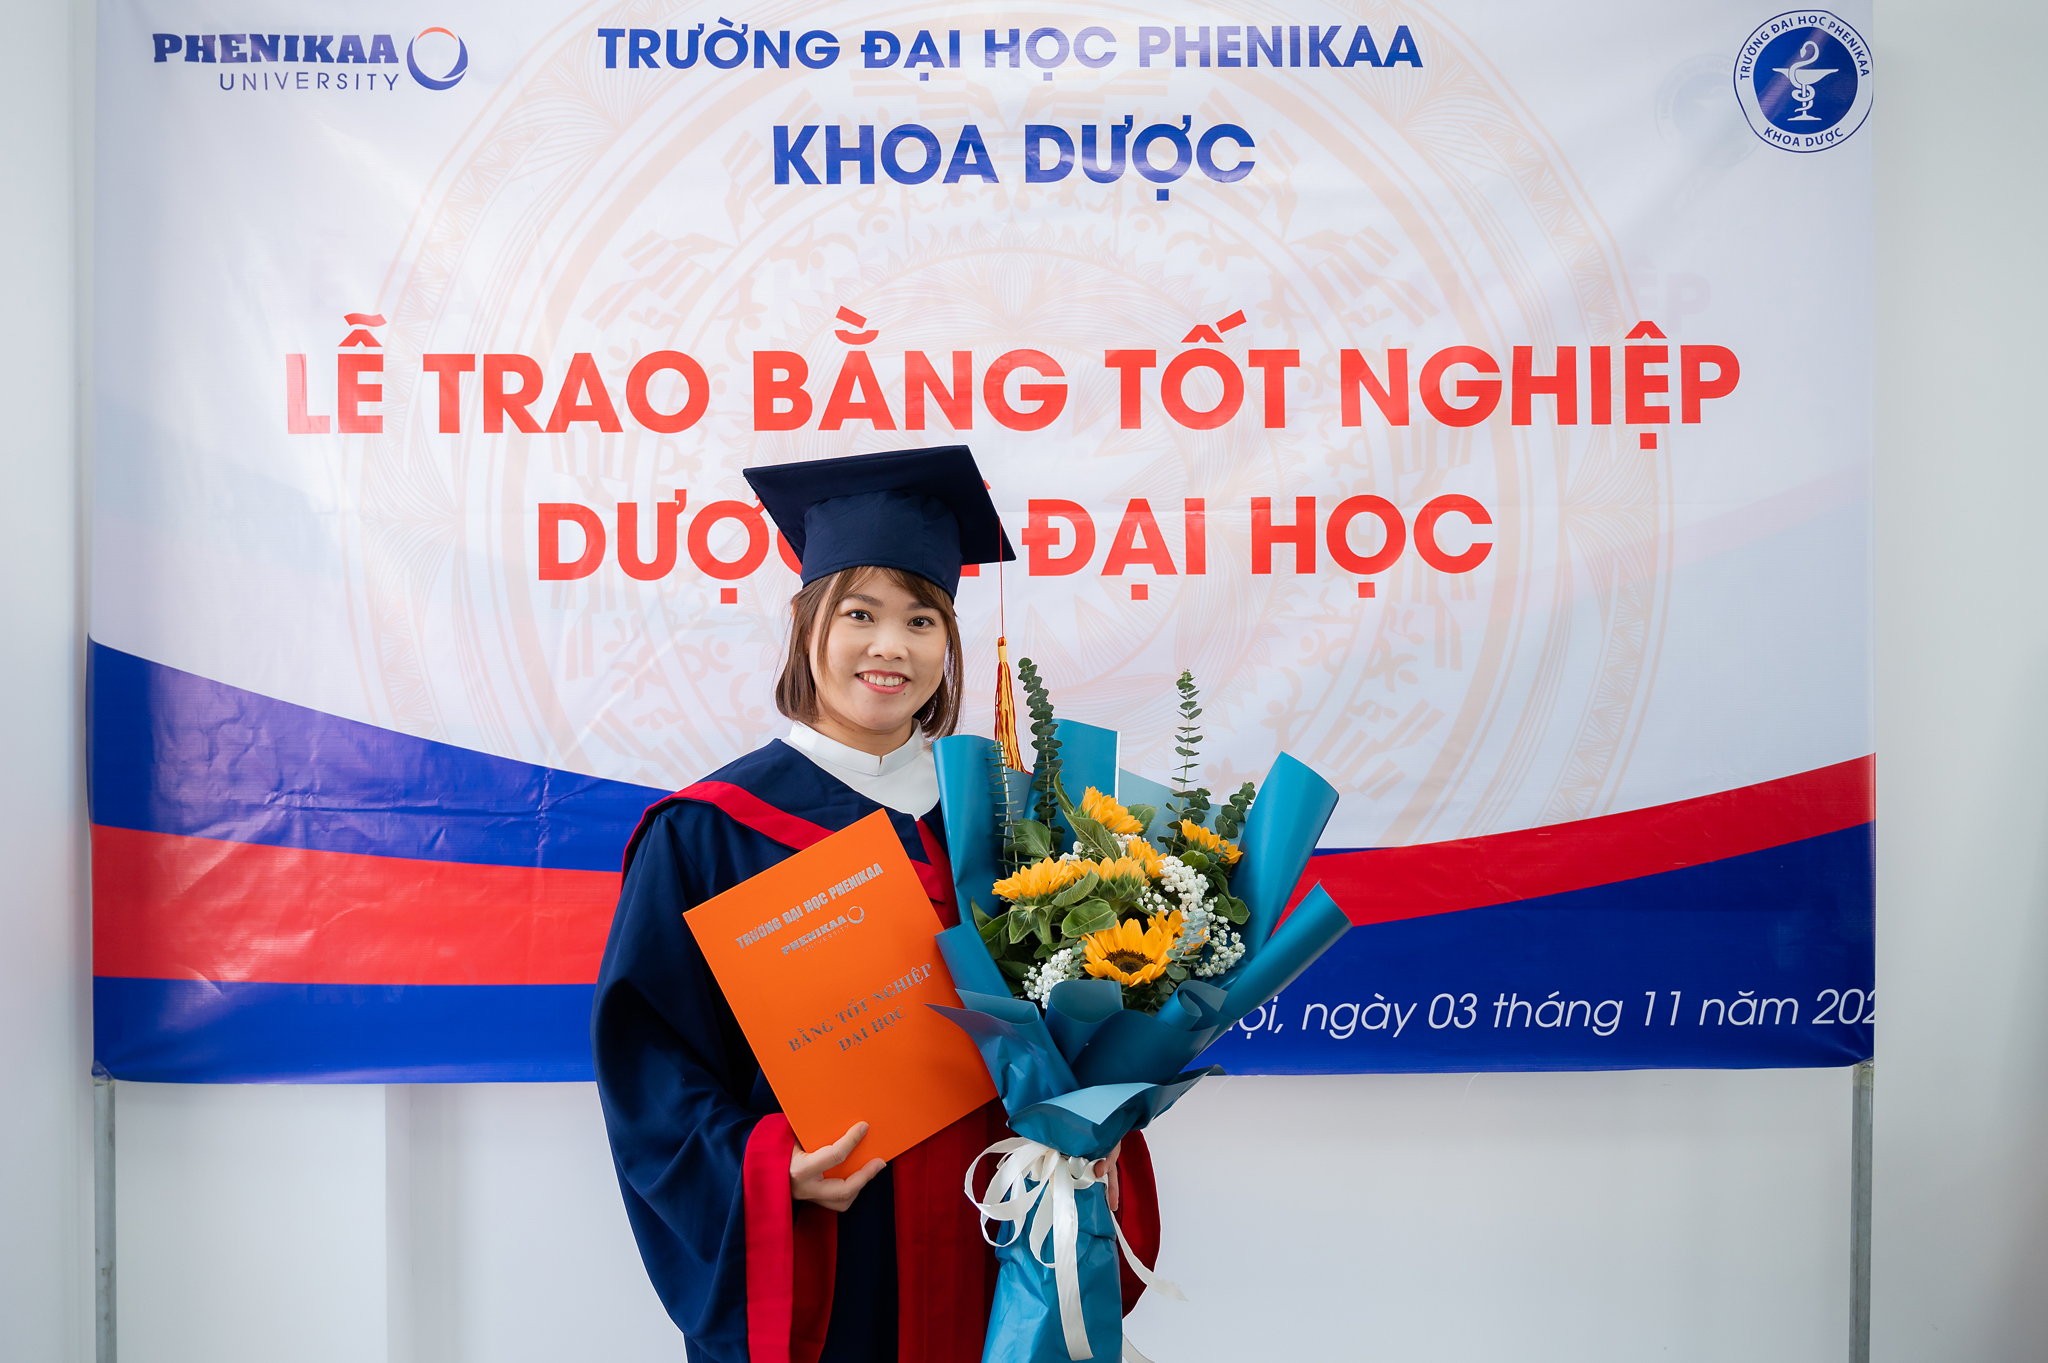 PHENIKAA
UNIVERSITY
TRƯỜNG ĐẠI HỌC PHENIKAA
KHOA DƯỢC
TRƯỜNG ĐẠI HỌC PHENIKAA
KHOA DƯỢC
LỄ TRAO BẰNG TỐT NGHIỆP
ĐẠI HỌC
TRƯỜNG ĐẠI HỌC PHENIKAA
PHENIKAA
UNIVERSITY
BẰNG TỐT NGHIỆP
ĐẠI HỌC
ngày 03 tháng 11 năm